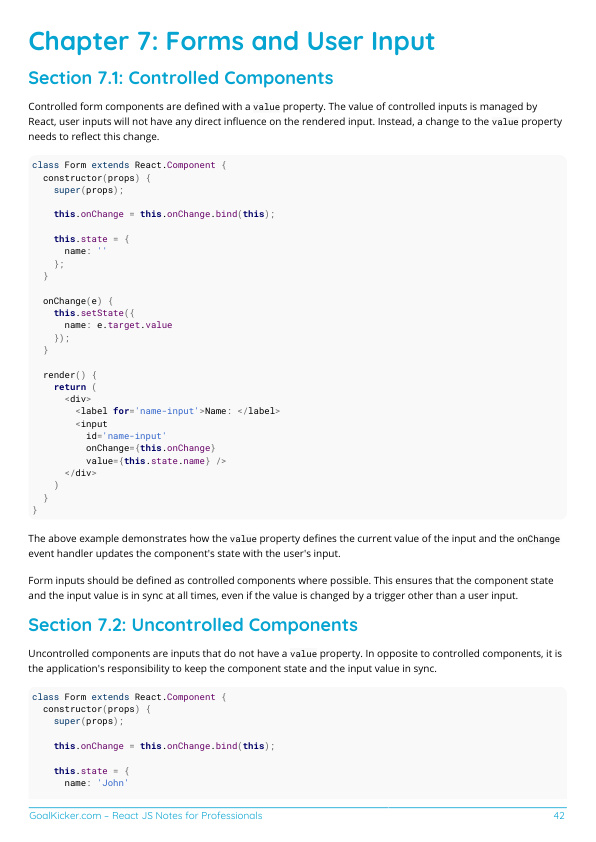 Chapter 7: Forms and User Input
Section 7.1: Controlled Components
Controlled form components are defined with a value property. The value of controlled inputs is managed by
React, user inputs will not have any direct influence on the rendered input. Instead, a change to the value property
needs to reflect this change.
class Form extends React.Component {
  constructor(props) {
    super(props);

    this.onChange = this.onChange.bind(this);

    this.state = {
      name: ''
    };
  }

  onChange(e) {
    this.setState({
      name: e.target.value
    });
  }

  render() {
    return (
      <div>
        <label for='name-input'>Name: </label>
        <input
          id='name-input'
          onChange={this.onChange}
          value={this.state.name} />
      </div>
    )
  }
}
The above example demonstrates how the value property defines the current value of the input and the onChange
event handler updates the component's state with the user's input.
Form inputs should be defined as controlled components where possible. This ensures that the component state
and the input value is in sync at all times, even if the value is changed by a trigger other than a user input.
Section 7.2: Uncontrolled Components
Uncontrolled components are inputs that do not have a value property. In opposite to controlled components, it is
the application's responsibility to keep the component state and the input value in sync.
class Form extends React.Component {
  constructor(props) {
    super(props);

    this.onChange = this.onChange.bind(this);

    this.state = {
      name: 'John'
GoalKicker.com – React JS Notes for Professionals
42